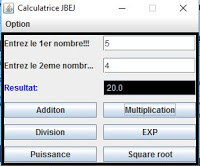 Calculatrice JBEJ
Option
Entrez le 1er nombre!!! 5
Entrez le 2eme nombr... 4
Resultat: 20.0
Additon Multiplication
Division EXP
Puissance Square root